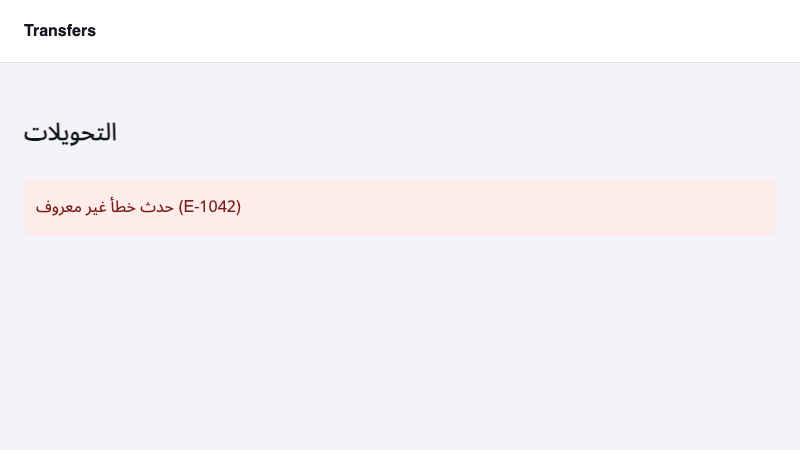 Transfers
التحويلات
حدث خطأ غير معروف (E-1042)